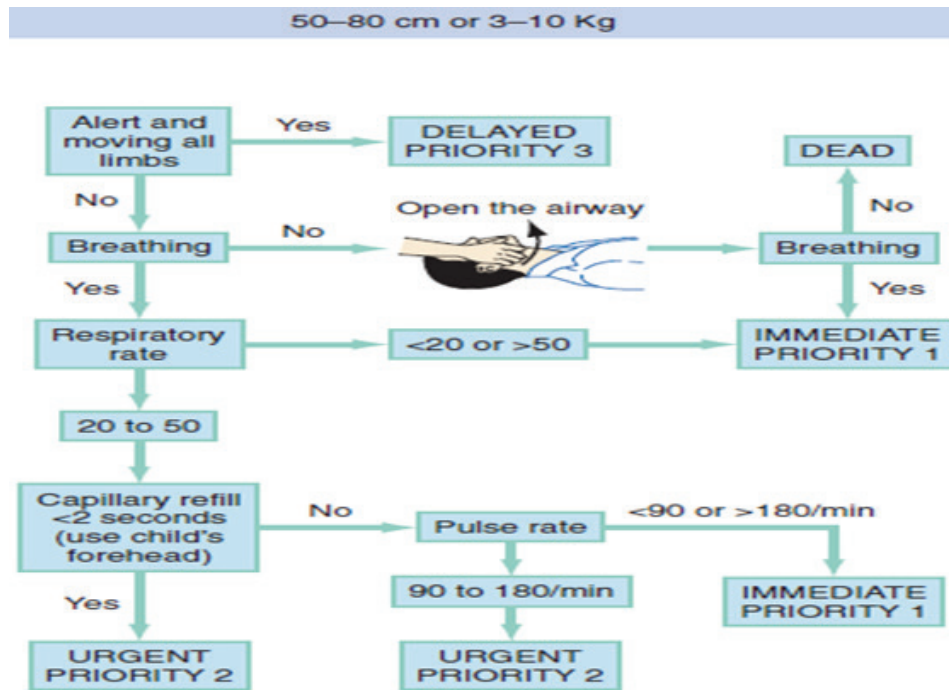 50–80 cm or 3–10 Kg
Alert and
moving all
limbs
Yes
DELAYED
PRIORITY 3
DEAD
No
No
Open the airway
Breathing
No
Breathing
Yes
Yes
Respiratory
rate
<20 or >50
IMMEDIATE
PRIORITY 1
20 to 50
Capillary refill
<2 seconds
(use child's
forehead)
No
Pulse rate
<90 or >180/min
Yes
90 to 180/min
IMMEDIATE
PRIORITY 1
URGENT
PRIORITY 2
URGENT
PRIORITY 2